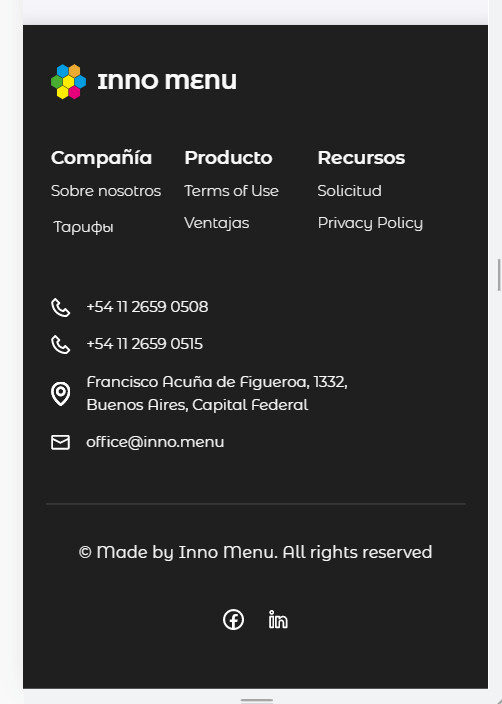 Inno menu
Compañía
Producto
Recursos
Sobre nosotros
Terms of Use
Solicitud
Тарифы
Ventajas
Privacy Policy
+54 11 2659 0508
+54 11 2659 0515
Francisco Acuña de Figueroa, 1332,
Buenos Aires, Capital Federal
office@inno.menu
© Made by Inno Menu. All rights reserved
in